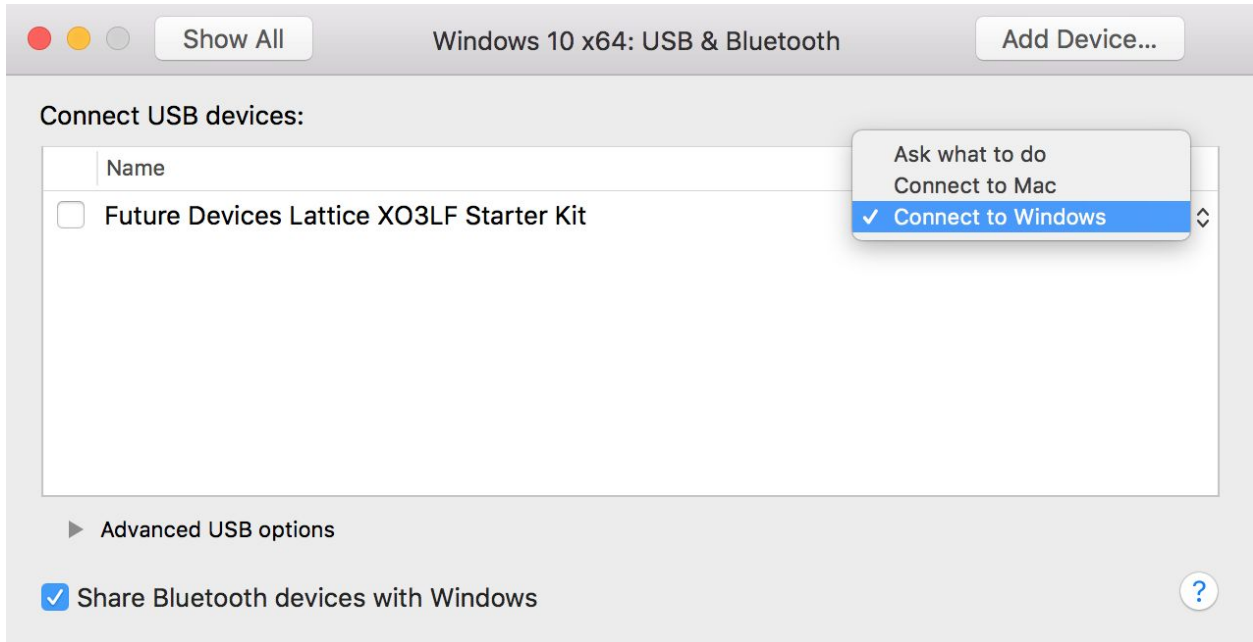 Show All
Windows 10 x64: USB & Bluetooth
Add Device...
Connect USB devices:
Name
Ask what to do
Connect to Mac
Future Devices Lattice XO3LF Starter Kit
✓ Connect to Windows
Advanced USB options
Share Bluetooth devices with Windows
?